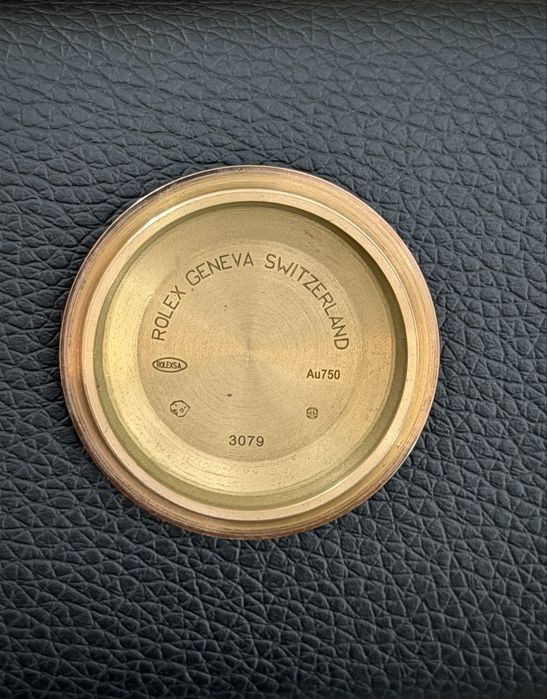 ROLEX GENEVA SWITZERLAND
ROLEXSA
Au750
3079